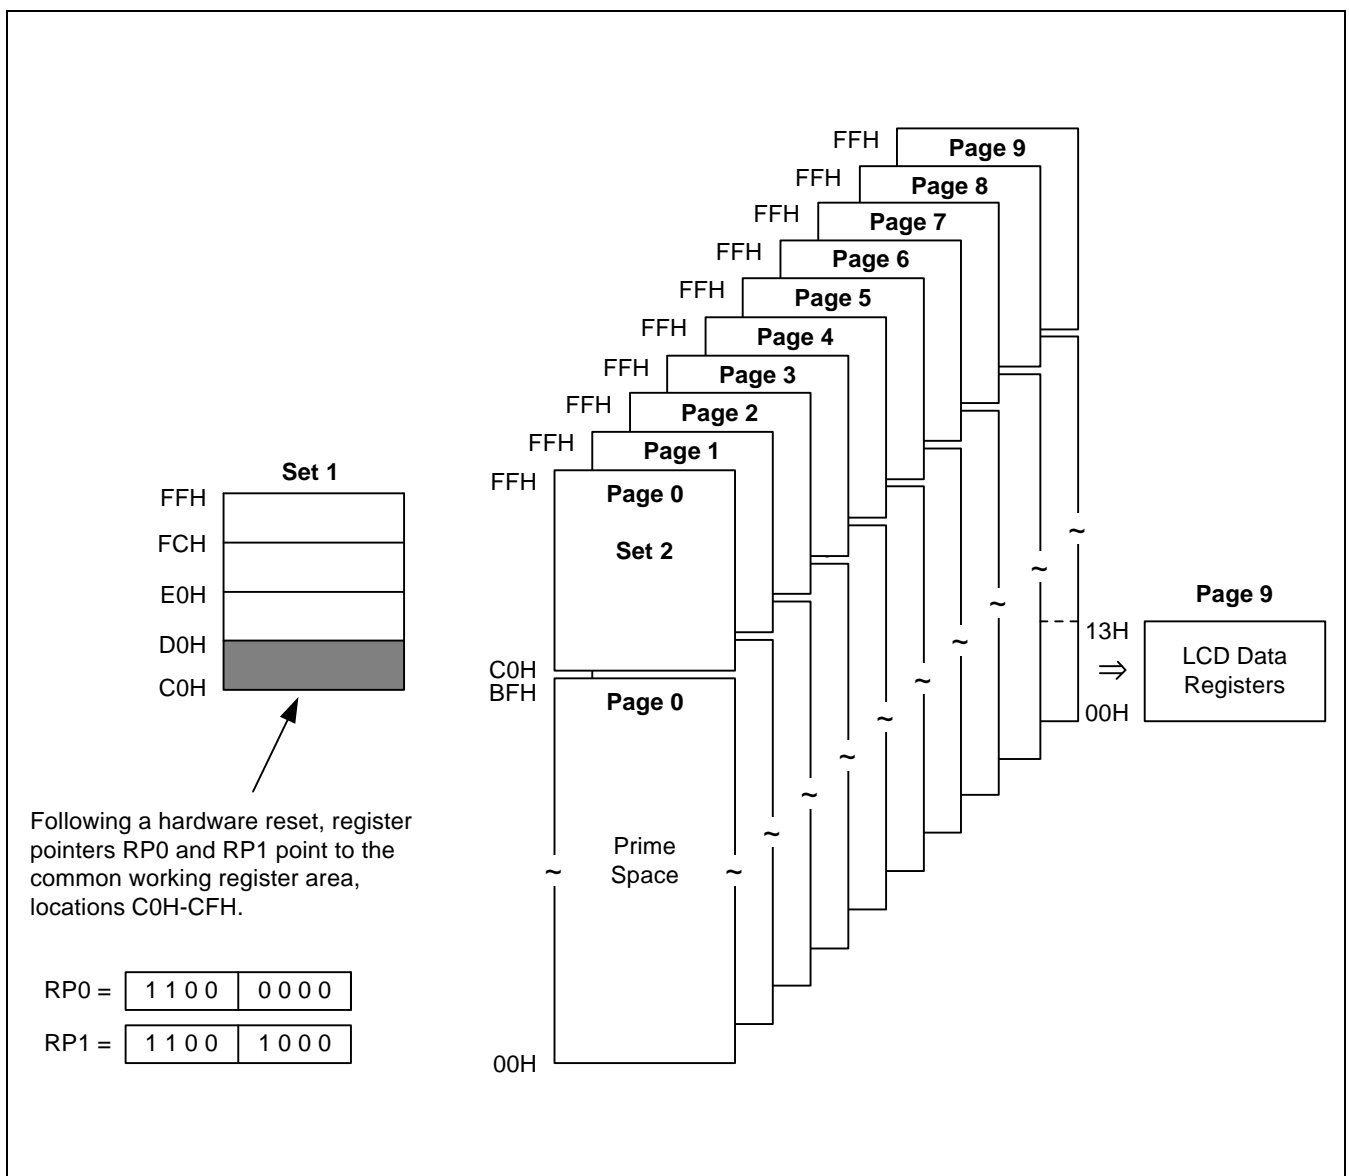 FFH
Page 9
FFH
Page 8
FFH
Page 7
FFH
Page 6
FFH
Page 5
FFH
Page 4
FFH
Page 3
FFH
Page 2
FFH
Page 1
FFH
Page 0
Set 2
C0H
BFH
Page 0
Prime
Space
00H
Set 1
FFH
FCH
E0H
D0H
C0H
Following a hardware reset, register
pointers RP0 and RP1 point to the
common working register area,
locations C0H-CFH.
RP0 = 1 1 0 0 0 0 0 0
RP1 = 1 1 0 0 1 0 0 0
Page 9
13H
⇒
LCD Data
Registers
00H
~
~
~
~
~
~
~
~
~
~
~